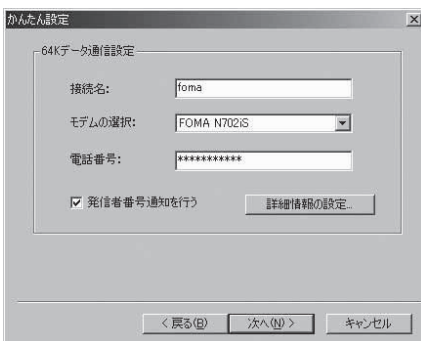 かんたん設定
64Kデータ通信設定
接続名: foma
モデムの選択: FOMA N702iS
電話番号: ***********
発信者番号通知を行う 詳細情報の設定...
< 戻る(B) 次へ(N) > キャンセル